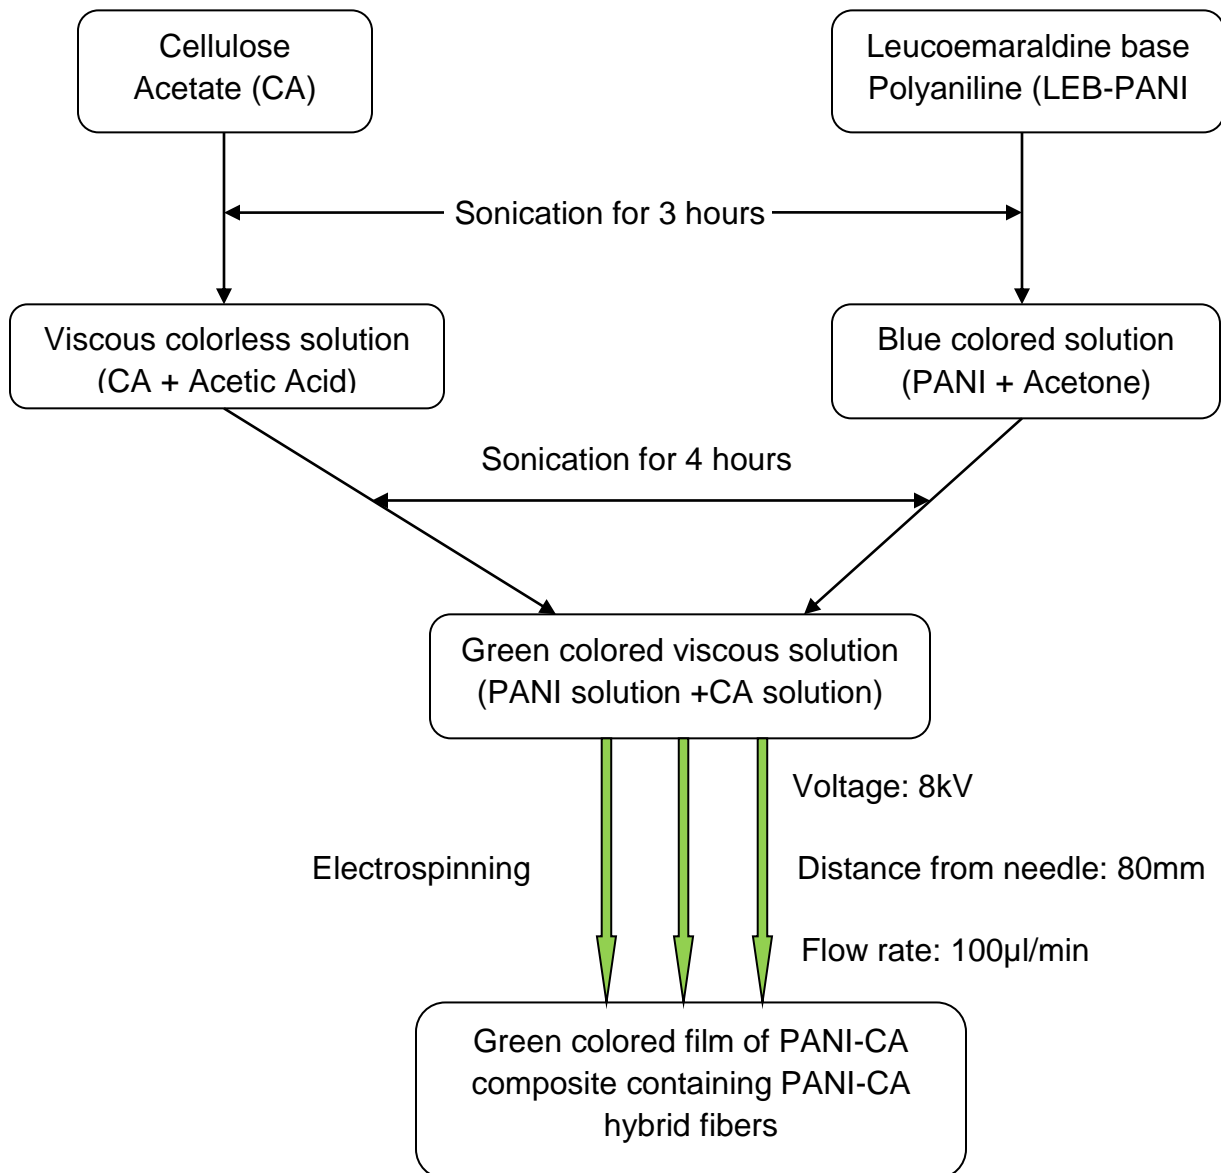 Cellulose
Acetate (CA)
Leucoemaraldine base
Polyaniline (LEB-PANI
Sonication for 3 hours
Viscous colorless solution
(CA + Acetic Acid)
Blue colored solution
(PANI + Acetone)
Sonication for 4 hours
Green colored viscous solution
(PANI solution +CA solution)
Voltage: 8kV
Electrospinning
Distance from needle: 80mm
Flow rate: 100µl/min
Green colored film of PANI-CA
composite containing PANI-CA
hybrid fibers